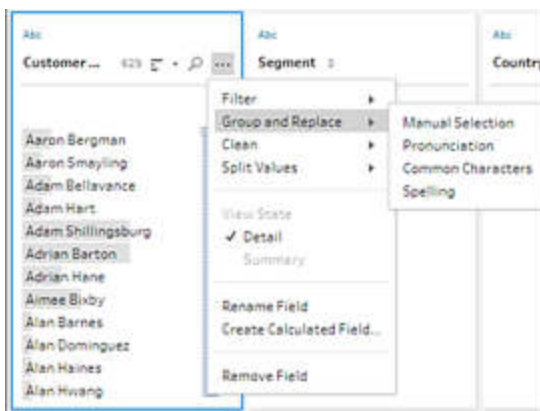 Abc
Abc
Abc
Customer... 625
Segment 3
Country
Filter
Group and Replace
Clean
Split Values
Manual Selection
Pronunciation
Common Characters
Spelling
View State
✓ Detail
Summary
Rename Field
Create Calculated Field...
Remove Field
Aaron Bergman
Aaron Smayling
Adam Bellavance
Adam Hart
Adam Shillingsburg
Adrian Barton
Adrian Hane
Aimee Bixby
Alan Barnes
Alan Dominguez
Alan Haines
Alan Hwang